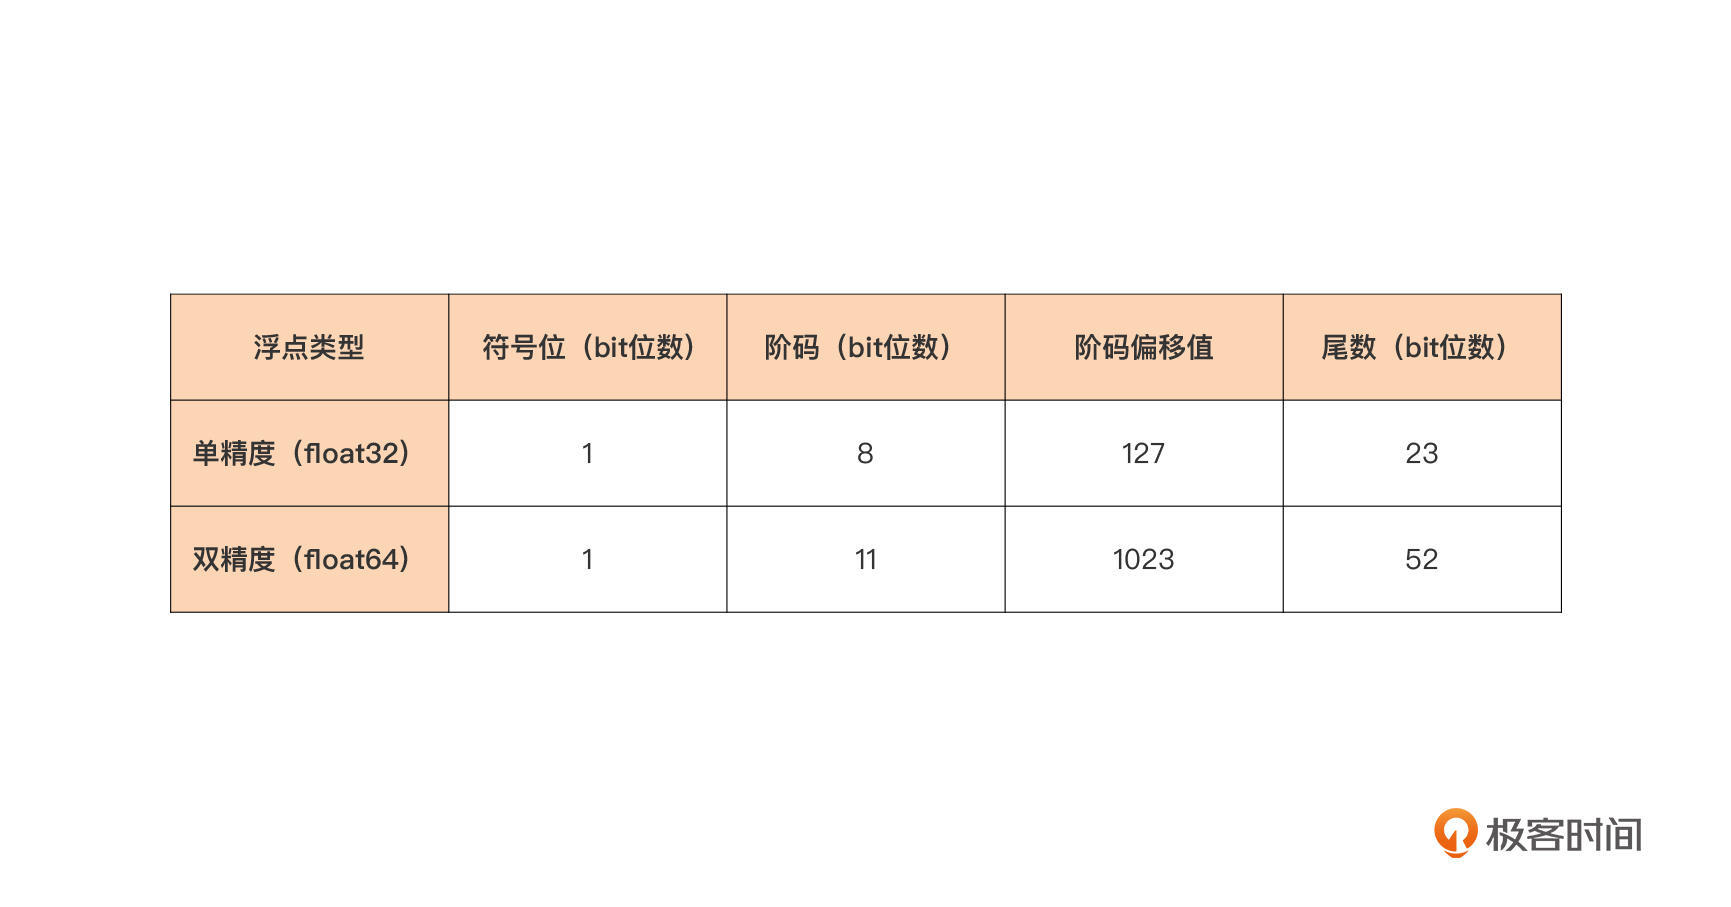 浮点类型 符号位（bit位数） 阶码（bit位数） 阶码偏移值 尾数（bit位数）
单精度（float32） 1 8 127 23
双精度（float64） 1 11 1023 52
极客时间